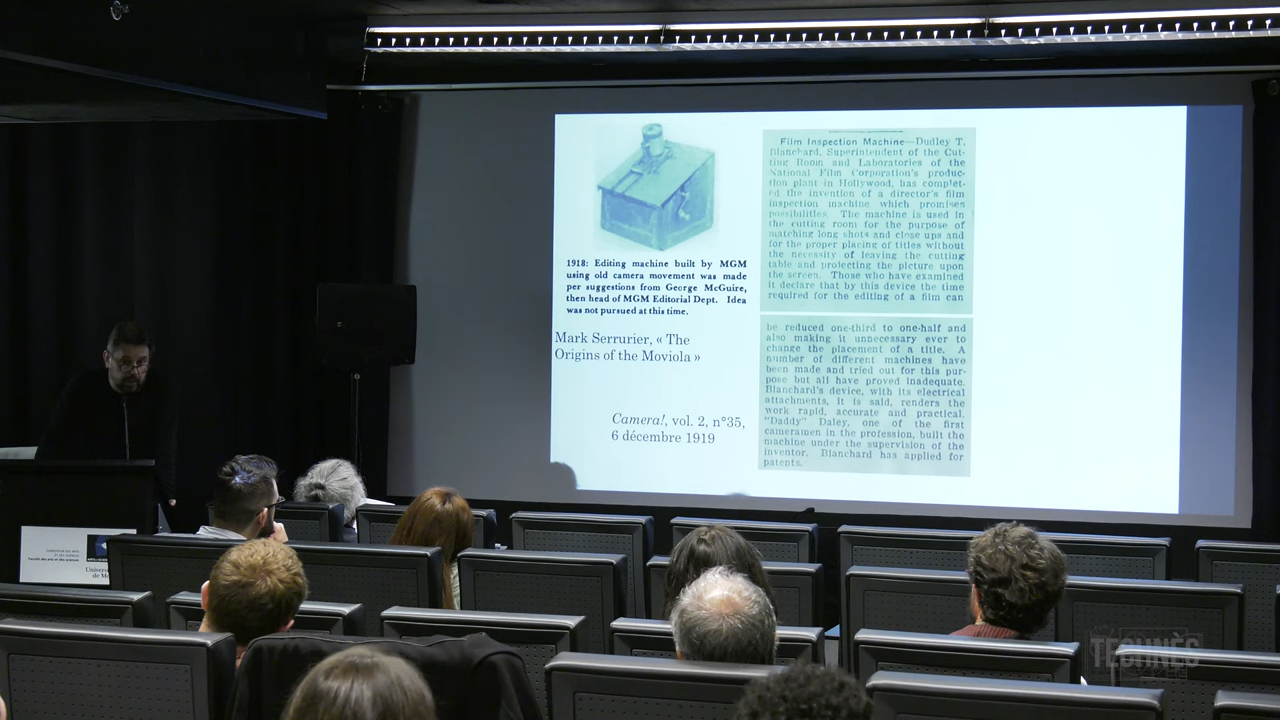 1918: Editing machine built by MGM
using old camera movement was made
per suggestions from George McGuire,
then head of MGM Editorial Dept. Idea
was not pursued at this time.
Mark Serrurier, « The
Origins of the Moviola »
Camera!, vol. 2, n°35,
6 décembre 1919
Film Inspection Machine—Dudley T.
Blanchard, Superintendent of the Cut-
ting Room and Laboratories of the
National Film Corporation's produc-
tion plant in Hollywood, has complet-
ed the invention of a director's film
inspection machine which promises
possibilities. The machine is used in
the cutting room for the purpose of
matching long shots and close ups and
for the proper placing of titles without
the necessity of leaving the cutting
table and projecting the picture upon
the screen. Those who have examined
it declare that by this device the time
required for the editing of a film can
be reduced one-third to one-half and
also making it unnecessary ever to
change the placement of a title. A
number of different machines have
been made and tried out for this pur-
pose but all have proved inadequate.
Blanchard's device, with its electrical
attachments, it is said, renders the
work rapid, accurate and practical.
"Daddy" Daley, one of the first
cameramen in the profession, built the
machine under the supervision of the
inventor. Blanchard has applied for
patents.
Faculté des arts et des sciences
Univers
de Mo
TECHNÈS